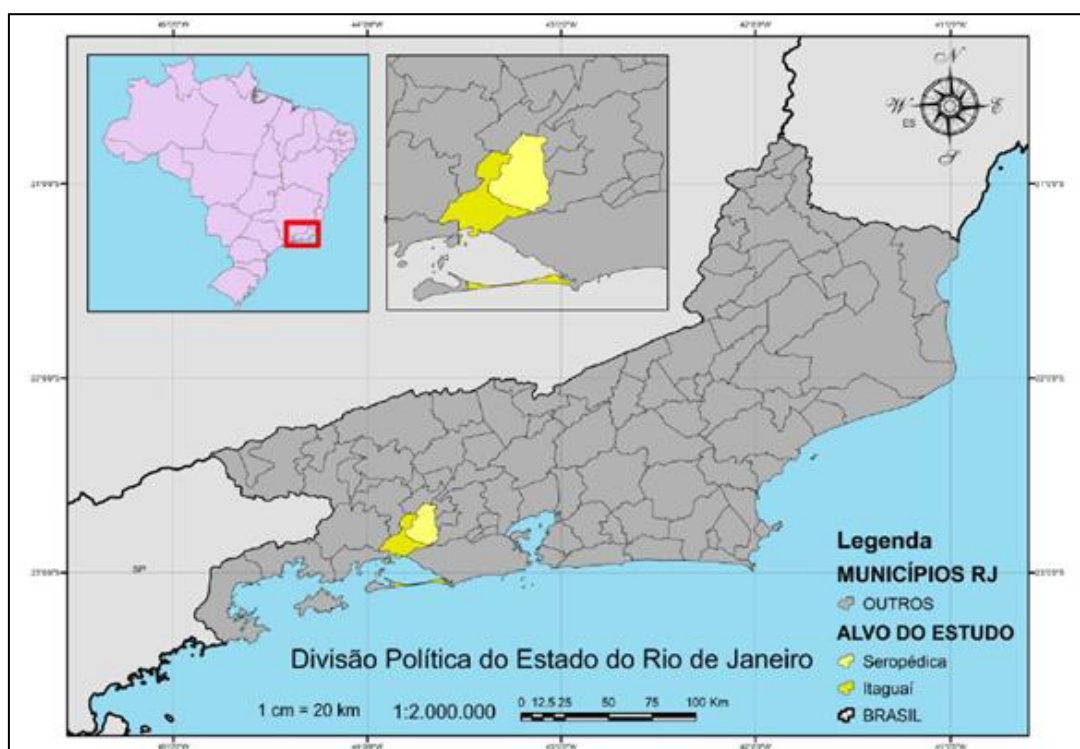 N
W
E
S
ES
SP
Legenda
MUNICÍPIOS RJ
OUTROS
ALVO DO ESTUDO
Seropédica
Itaguaí
BRASIL
Divisão Política do Estado do Rio de Janeiro
1 cm = 20 km
1:2.000.000
0 12,5 25 50 75 100 Km